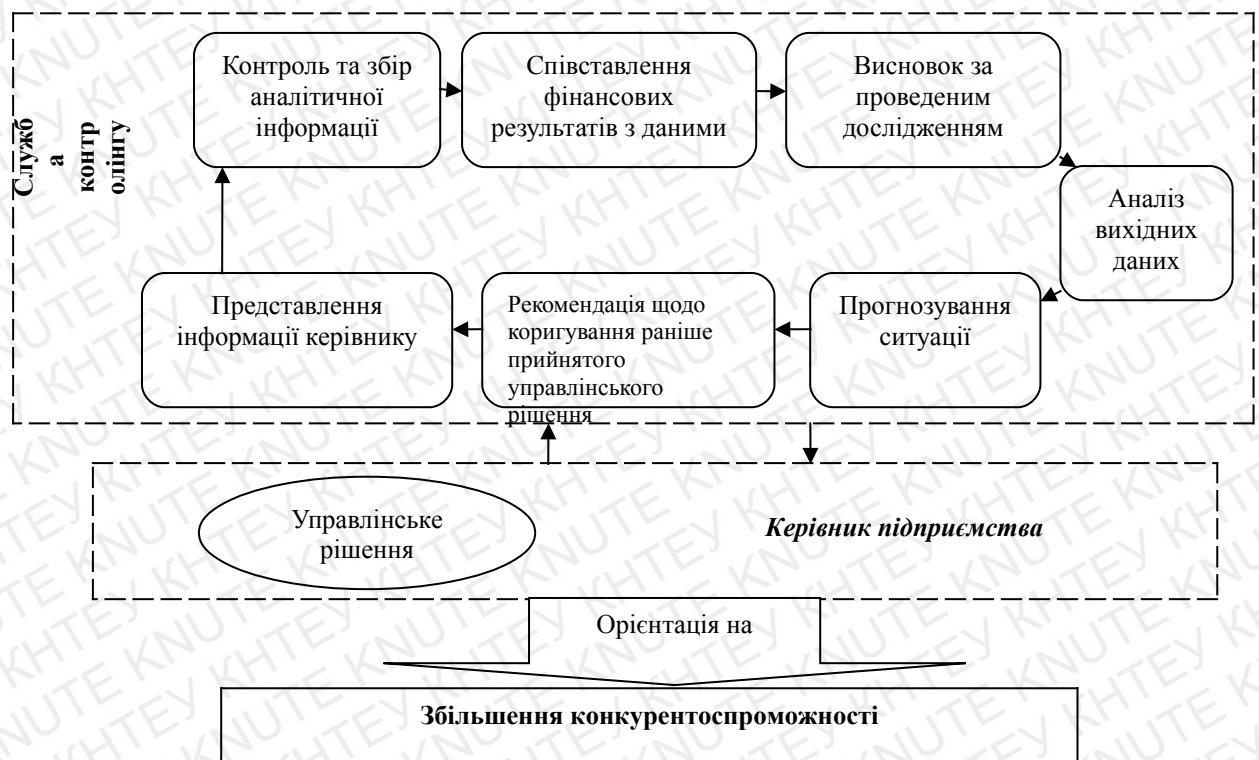 Служб
а
контр
олінгу
Контроль та збір
аналітичної
інформації
Співставлення
фінансових
результатів з даними
Висновок за
проведеним
дослідженням
Аналіз
вихідних
даних
Представлення
інформації керівнику
Рекомендація щодо
коригування раніше
прийнятого
управлінського
рішення
Прогнозування
ситуації
Управлінське
рішення
Керівник підприємства
Орієнтація на
Збільшення конкурентоспроможності